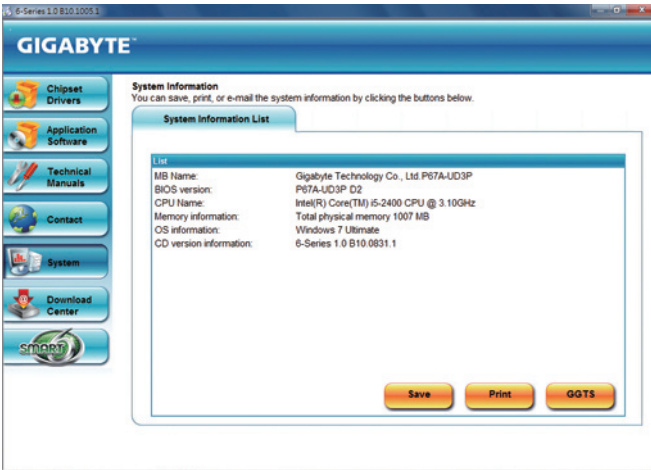 6-Series 1.0 B10.1005.1
GIGABYTE™
Chipset
Drivers
Application
Software
Technical
Manuals
Contact
System
Download
Center
SMART 6
System Information
You can save, print, or e-mail the system information by clicking the buttons below.
System Information List
List
MB Name: Gigabyte Technology Co., Ltd.P67A-UD3P
BIOS version: P67A-UD3P D2
CPU Name: Intel(R) Core(TM) i5-2400 CPU @ 3.10GHz
Memory information: Total physical memory 1007 MB
OS information: Windows 7 Ultimate
CD version information: 6-Series 1.0 B10.0831.1
Save Print GGTS